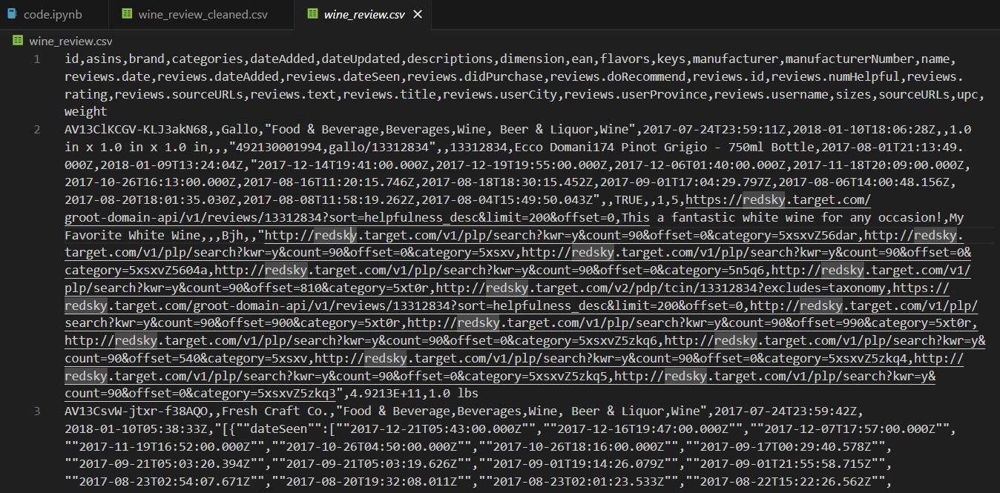 code.ipynb wine_review_cleaned.csv wine_review.csv
wine_review.csv
1 id,asins,brand,categories,dateAdded,dateUpdated,descriptions,dimension,ean,flavors,keys,manufacturer,manufacturerNumber,name,
reviews.date,reviews.dateAdded,reviews.dateSeen,reviews.didPurchase,reviews.doRecommend,reviews.id,reviews.numHelpful,reviews.
rating,reviews.sourceURLs,reviews.text,reviews.title,reviews.userCity,reviews.userProvince,reviews.username,sizes,sourceURLs,upc,
weight
2 AV13ClKCGV-KLJ3akN68,,Gallo,"Food & Beverage,Beverages,Wine, Beer & Liquor,Wine",2017-07-24T23:59:11Z,2018-01-10T18:06:28Z,,1.0
in x 1.0 in x 1.0 in,,,"492130001994,gallo/13312834",,13312834,Ecco Domani174 Pinot Grigio - 750ml Bottle,2017-08-01T21:13:49.
000Z,2018-01-09T13:24:04Z,"2017-12-14T19:41:00.000Z,2017-12-19T19:55:00.000Z,2017-12-06T01:40:00.000Z,2017-11-18T20:09:00.000Z,
2017-10-26T16:13:00.000Z,2017-08-16T11:20:15.746Z,2017-08-18T18:30:15.452Z,2017-09-01T17:04:29.797Z,2017-08-06T14:00:48.156Z,
2017-08-20T18:01:35.030Z,2017-08-08T11:58:19.262Z,2017-08-04T15:49:50.043Z",,TRUE,,1,5,https://redsky.target.com/
groot-domain-api/v1/reviews/13312834?sort=helpfulness_desc&limit=200&offset=0,This a fantastic white wine for any occasion!,My
Favorite White Wine,,,Bjh,,"http://redsky.target.com/v1/plp/search?kwr=y&count=90&offset=0&category=5xsxvZ56dar,http://redsky.
target.com/v1/plp/search?kwr=y&count=90&offset=0&category=5xsxv,http://redsky.target.com/v1/plp/search?kwr=y&count=90&offset=0&
category=5xsxvZ5604a,http://redsky.target.com/v1/plp/search?kwr=y&count=90&offset=0&category=5n5q6,http://redsky.target.com/v1/
plp/search?kwr=y&count=90&offset=810&category=5xt0r,http://redsky.target.com/v2/pdp/tcin/13312834?excludes=taxonomy,https://
redsky.target.com/groot-domain-api/v1/reviews/13312834?sort=helpfulness_desc&limit=200&offset=0,http://redsky.target.com/v1/plp/
search?kwr=y&count=90&offset=900&category=5xt0r,http://redsky.target.com/v1/plp/search?kwr=y&count=90&offset=990&category=5xt0r,
http://redsky.target.com/v1/plp/search?kwr=y&count=90&offset=0&category=5xsxvZ5zkq6,http://redsky.target.com/v1/plp/search?kwr=y&
count=90&offset=540&category=5xsxv,http://redsky.target.com/v1/plp/search?kwr=y&count=90&offset=0&category=5xsxvZ5zkq4,http://
redsky.target.com/v1/plp/search?kwr=y&count=90&offset=0&category=5xsxvZ5zkq5,http://redsky.target.com/v1/plp/search?kwr=y&
count=90&offset=0&category=5xsxvZ5zkq3",4.9213E+11,1.0 lbs
3 AV13CsvW-jtxr-f38AQO,,Fresh Craft Co.,"Food & Beverage,Beverages,Wine, Beer & Liquor,Wine",2017-07-24T23:59:42Z,
2018-01-10T05:38:33Z,"[{""dateSeen"":[""2017-12-21T05:43:00.000Z"",""2017-12-16T19:47:00.000Z"",""2017-12-07T17:57:00.000Z"",
""2017-11-19T16:52:00.000Z"",""2017-10-26T04:50:00.000Z"",""2017-10-26T18:16:00.000Z"",""2017-09-17T00:29:40.578Z"",
""2017-09-21T05:03:20.394Z"",""2017-09-21T05:03:19.626Z"",""2017-09-01T19:14:26.079Z"",""2017-09-01T21:55:58.715Z"",
""2017-08-23T02:54:07.671Z"",""2017-08-20T19:32:08.011Z"",""2017-08-23T02:01:23.533Z"",""2017-08-22T15:22:26.562Z"",